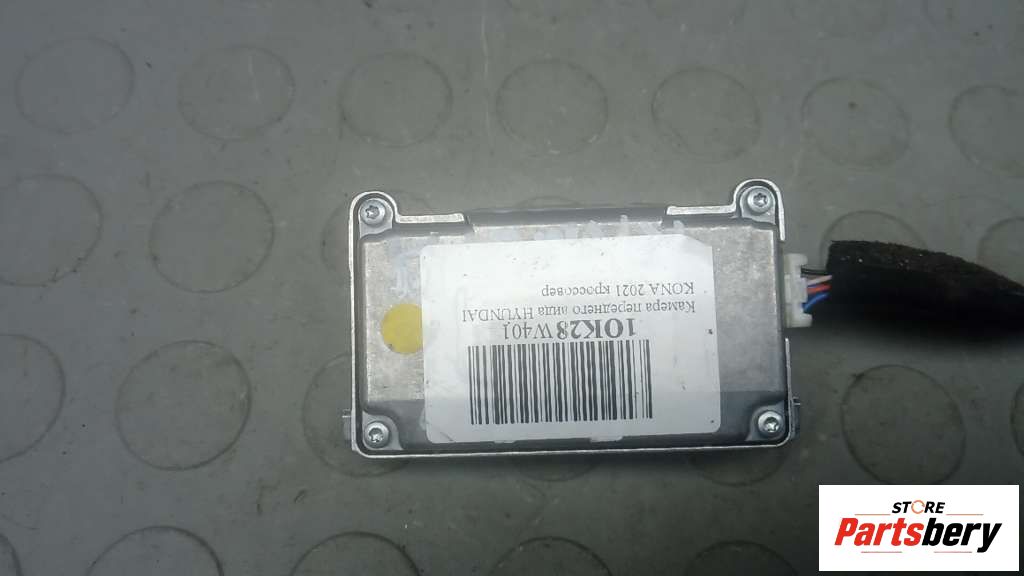 10K28W401
Камера переднего вида HYUNDAI
KONA 2021 кроссовер
STORE
Partsbery